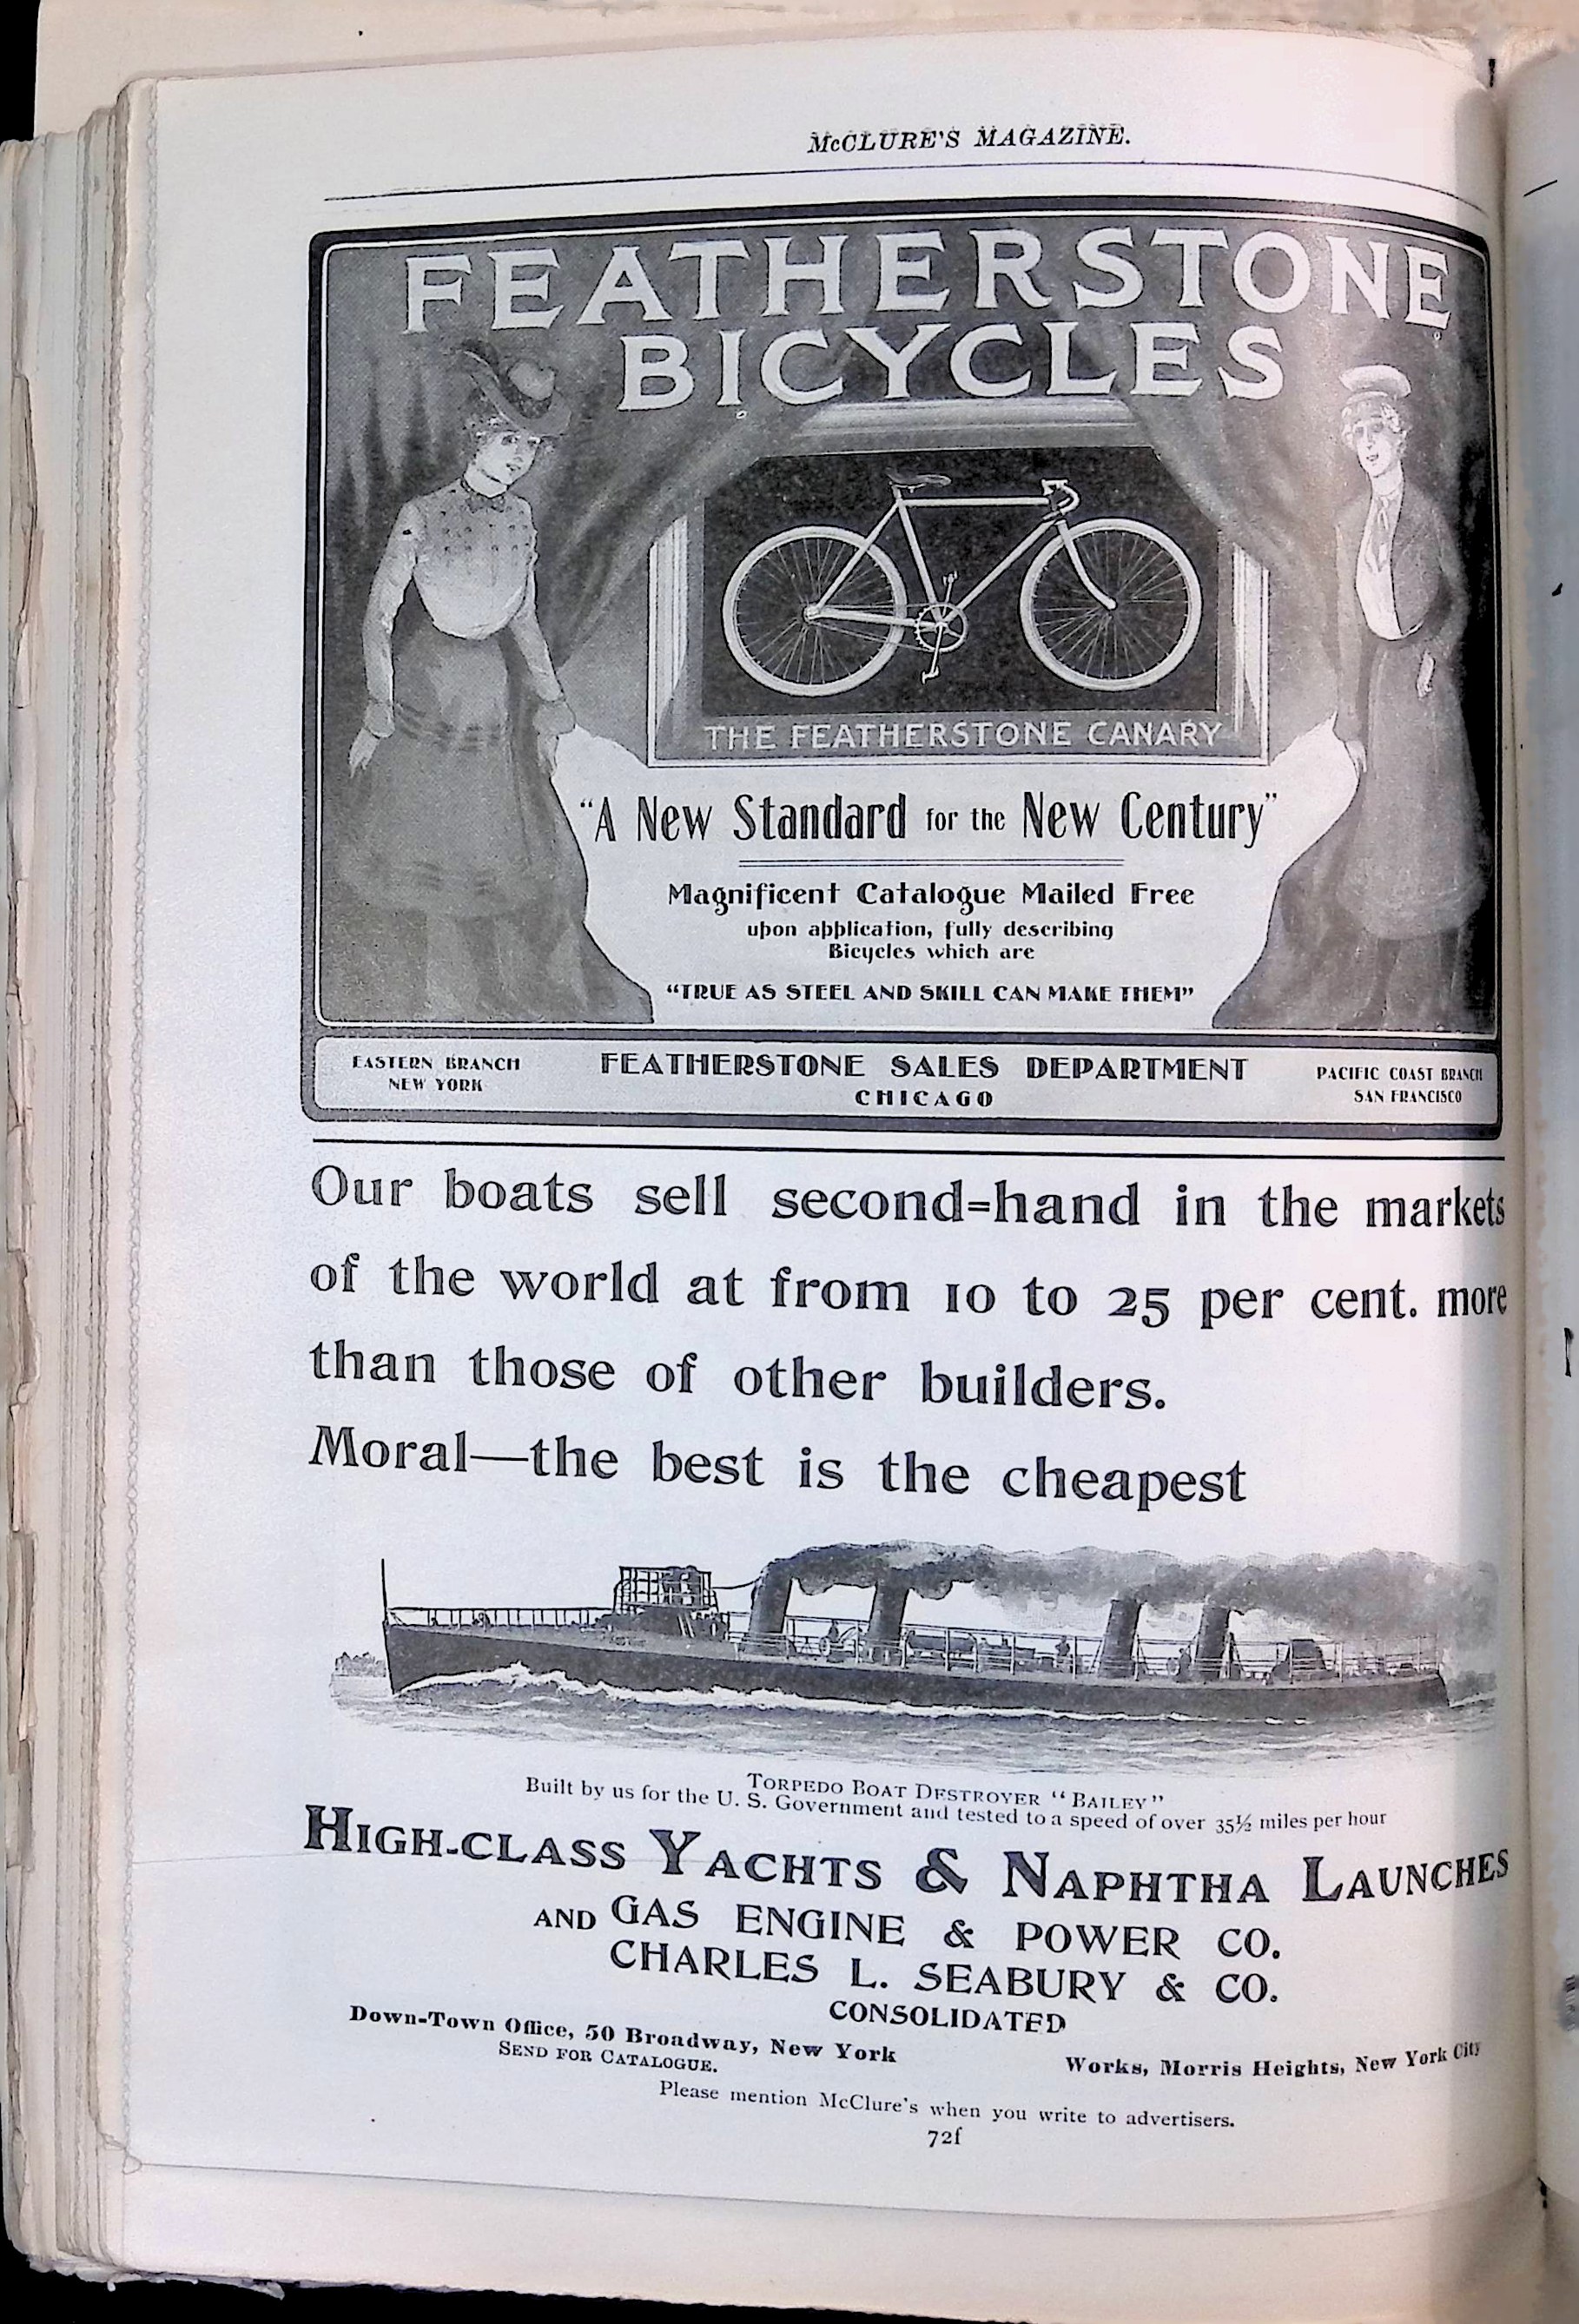 McCLURE'S MAGAZINE.
FEATHERSTONE
BICYCLES
THE FEATHERSTONE CANARY
"A New Standard for the New Century"
Magnificent Catalogue Mailed Free
upon application, fully describing
Bicycles which are
"TRUE AS STEEL AND SKILL CAN MAKE THEM"
EASTERN BRANCH
NEW YORK
FEATHERSTONE SALES DEPARTMENT
CHICAGO
PACIFIC COAST BRANCH
SAN FRANCISCO
Our boats sell second=hand in the markets
of the world at from 10 to 25 per cent. more
than those of other builders.
Moral—the best is the cheapest
TORPEDO BOAT DESTROYER "BAILEY"
Built by us for the U. S. Government and tested to a speed of over 35½ miles per hour
HIGH-CLASS YACHTS & NAPHTHA LAUNCHES
AND GAS ENGINE & POWER CO.
CHARLES L. SEABURY & CO.
CONSOLIDATED
Down-Town Office, 50 Broadway, New York
Works, Morris Heights, New York City
SEND FOR CATALOGUE.
Please mention McClure's when you write to advertisers.
72f